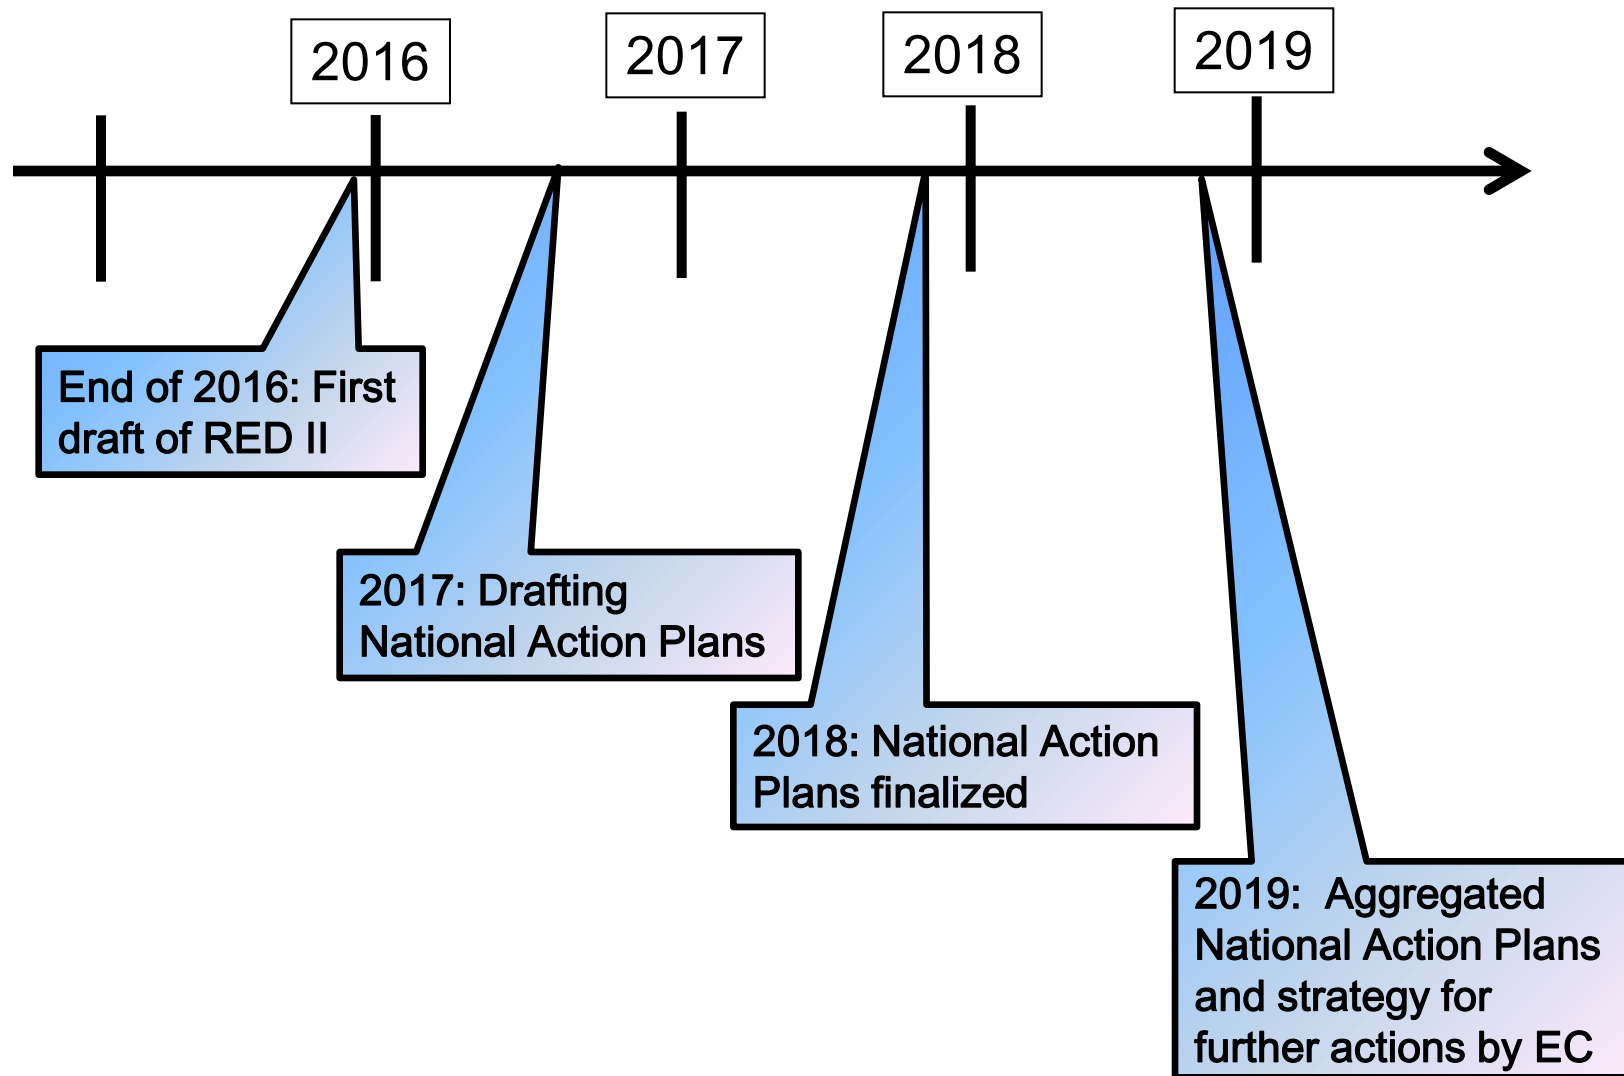 2016
2017
2018
2019
End of 2016: First
draft of RED II
2017: Drafting
National Action Plans
2018: National Action
Plans finalized
2019:  Aggregated
National Action Plans
and strategy for
further actions by EC